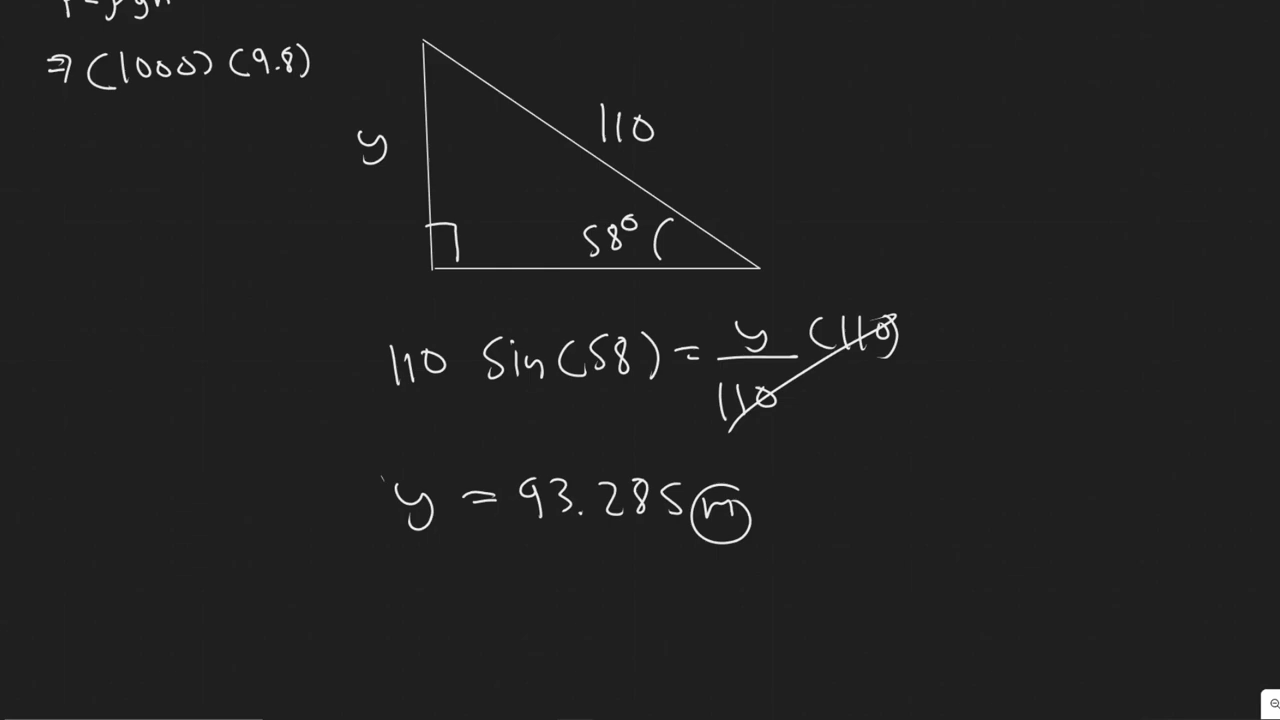 ⇒ (1000) (9.8)
110
y
58° (
110 sin(58) = y/110 (110)
y = 93.285 m